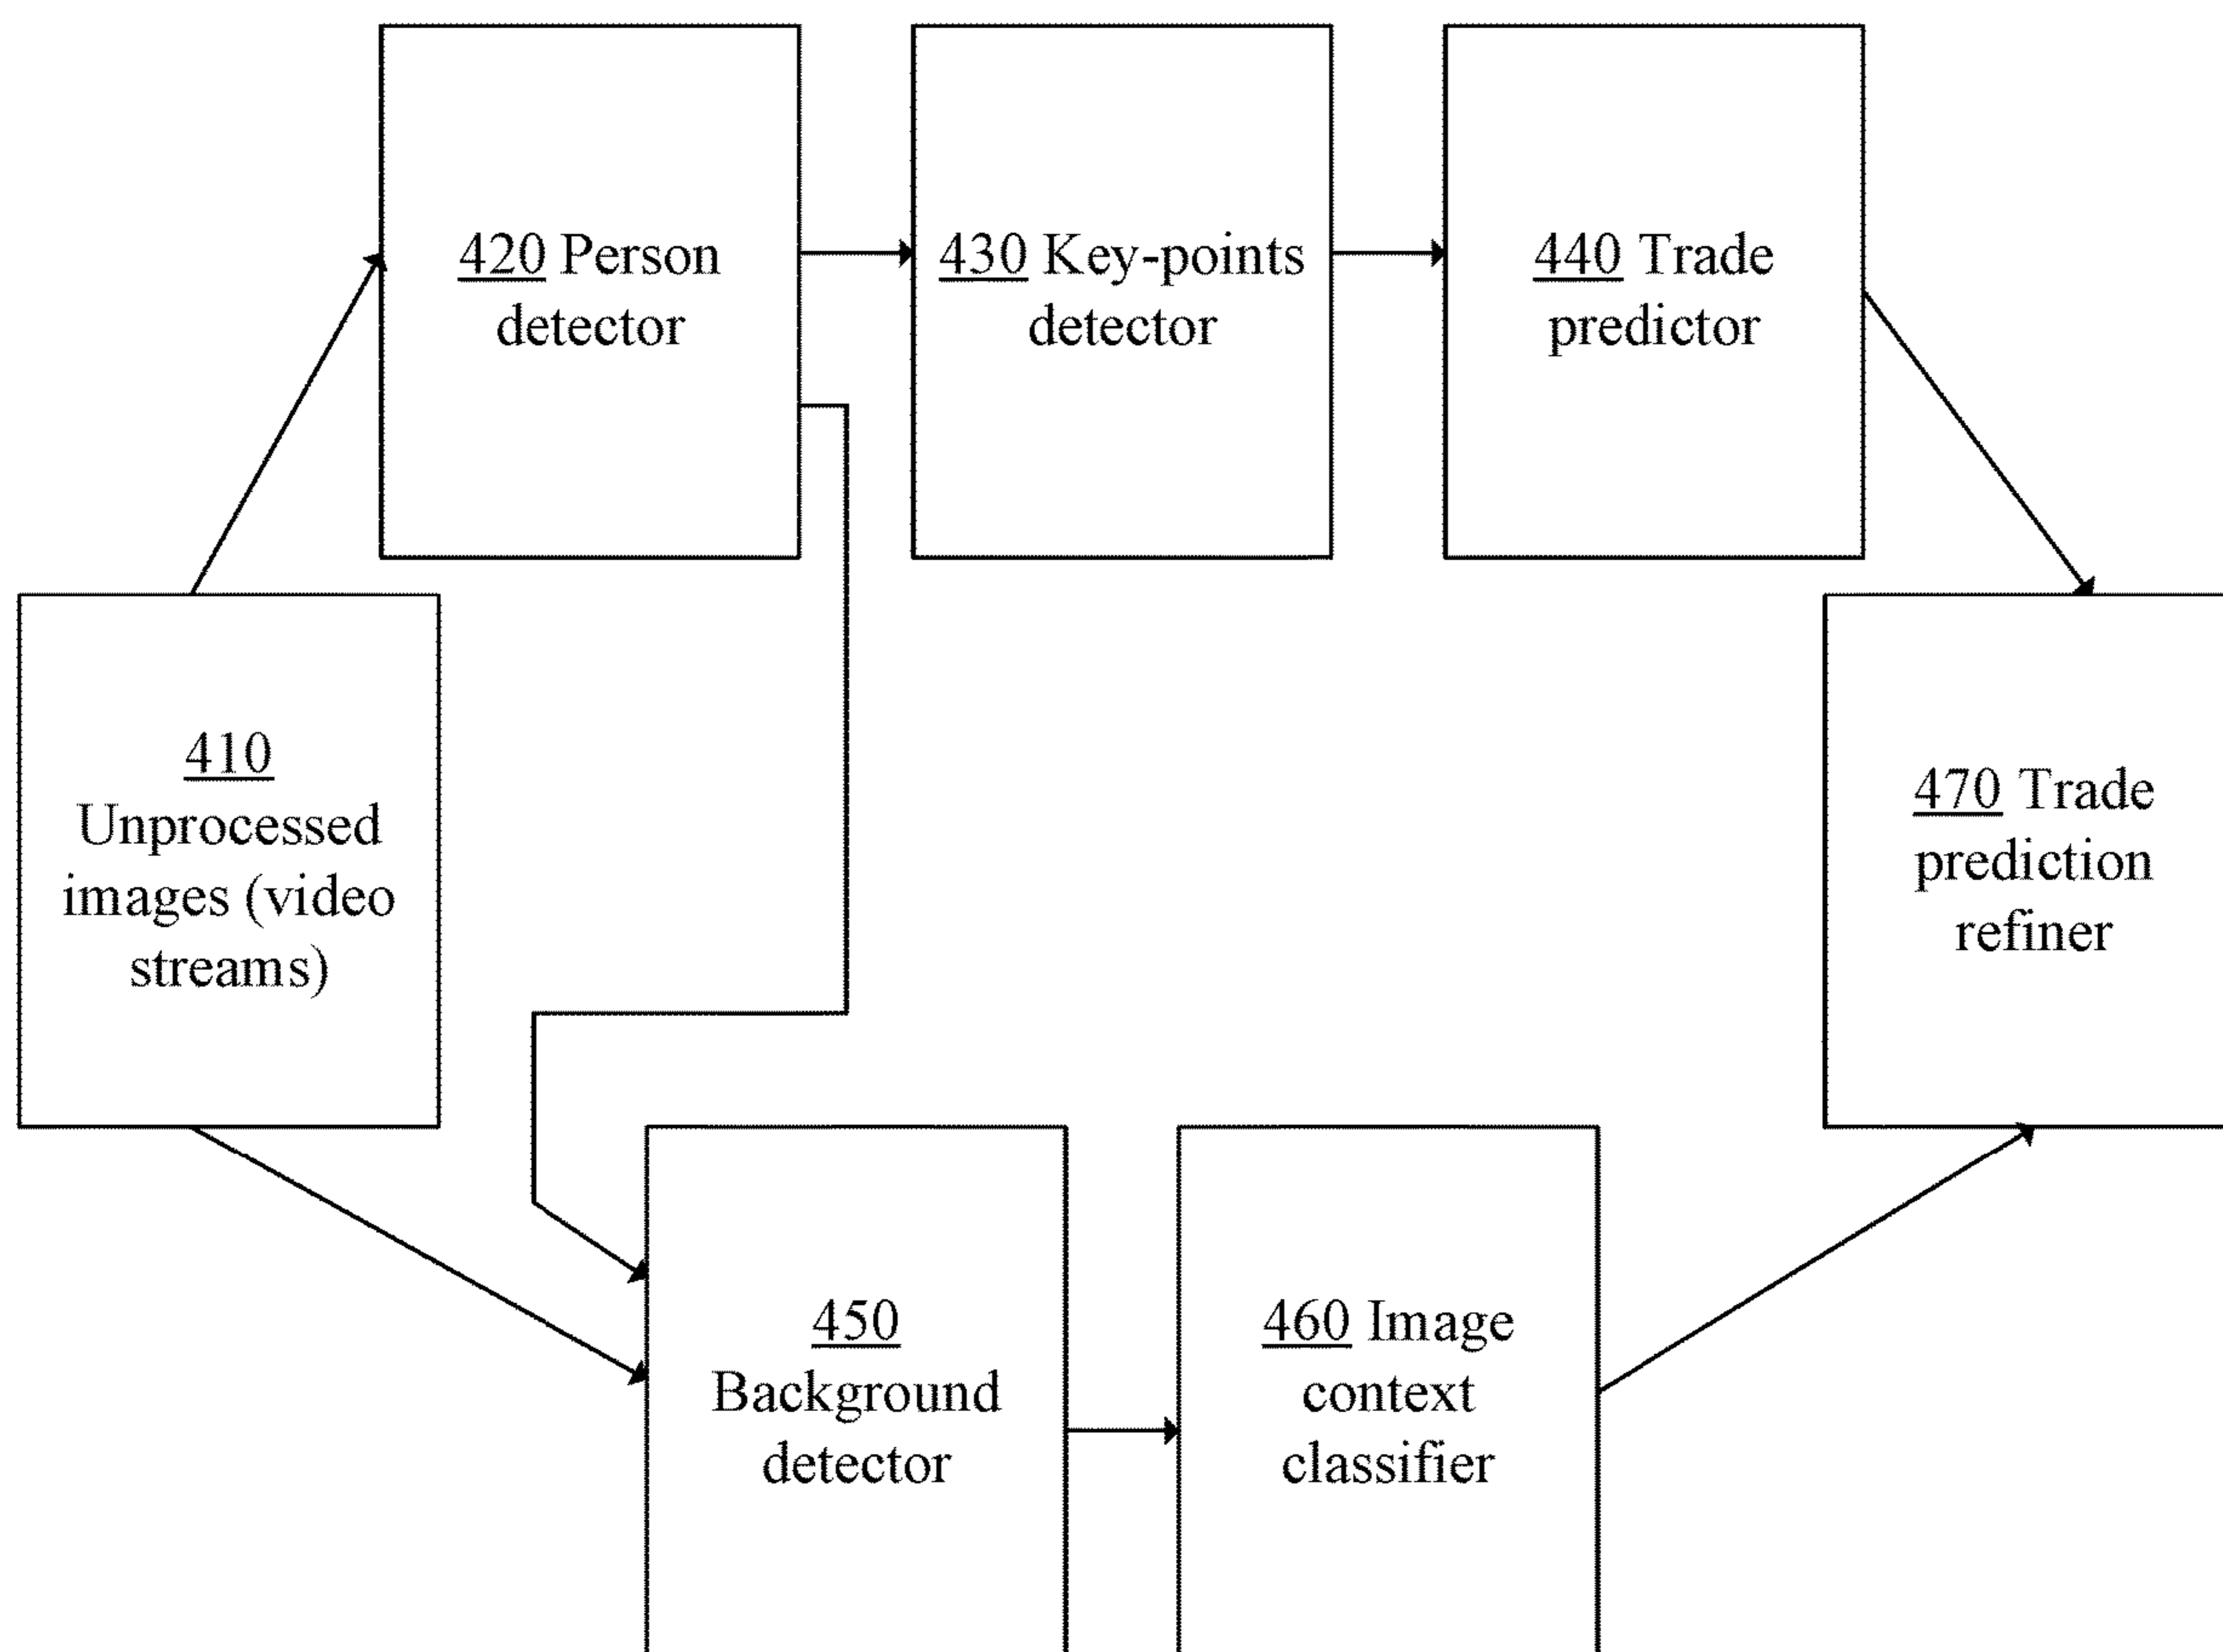 420 Person
detector
430 Key-points
detector
440 Trade
predictor
410
Unprocessed
images (video
streams)
470 Trade
prediction
refiner
450
Background
detector
460 Image
context
classifier